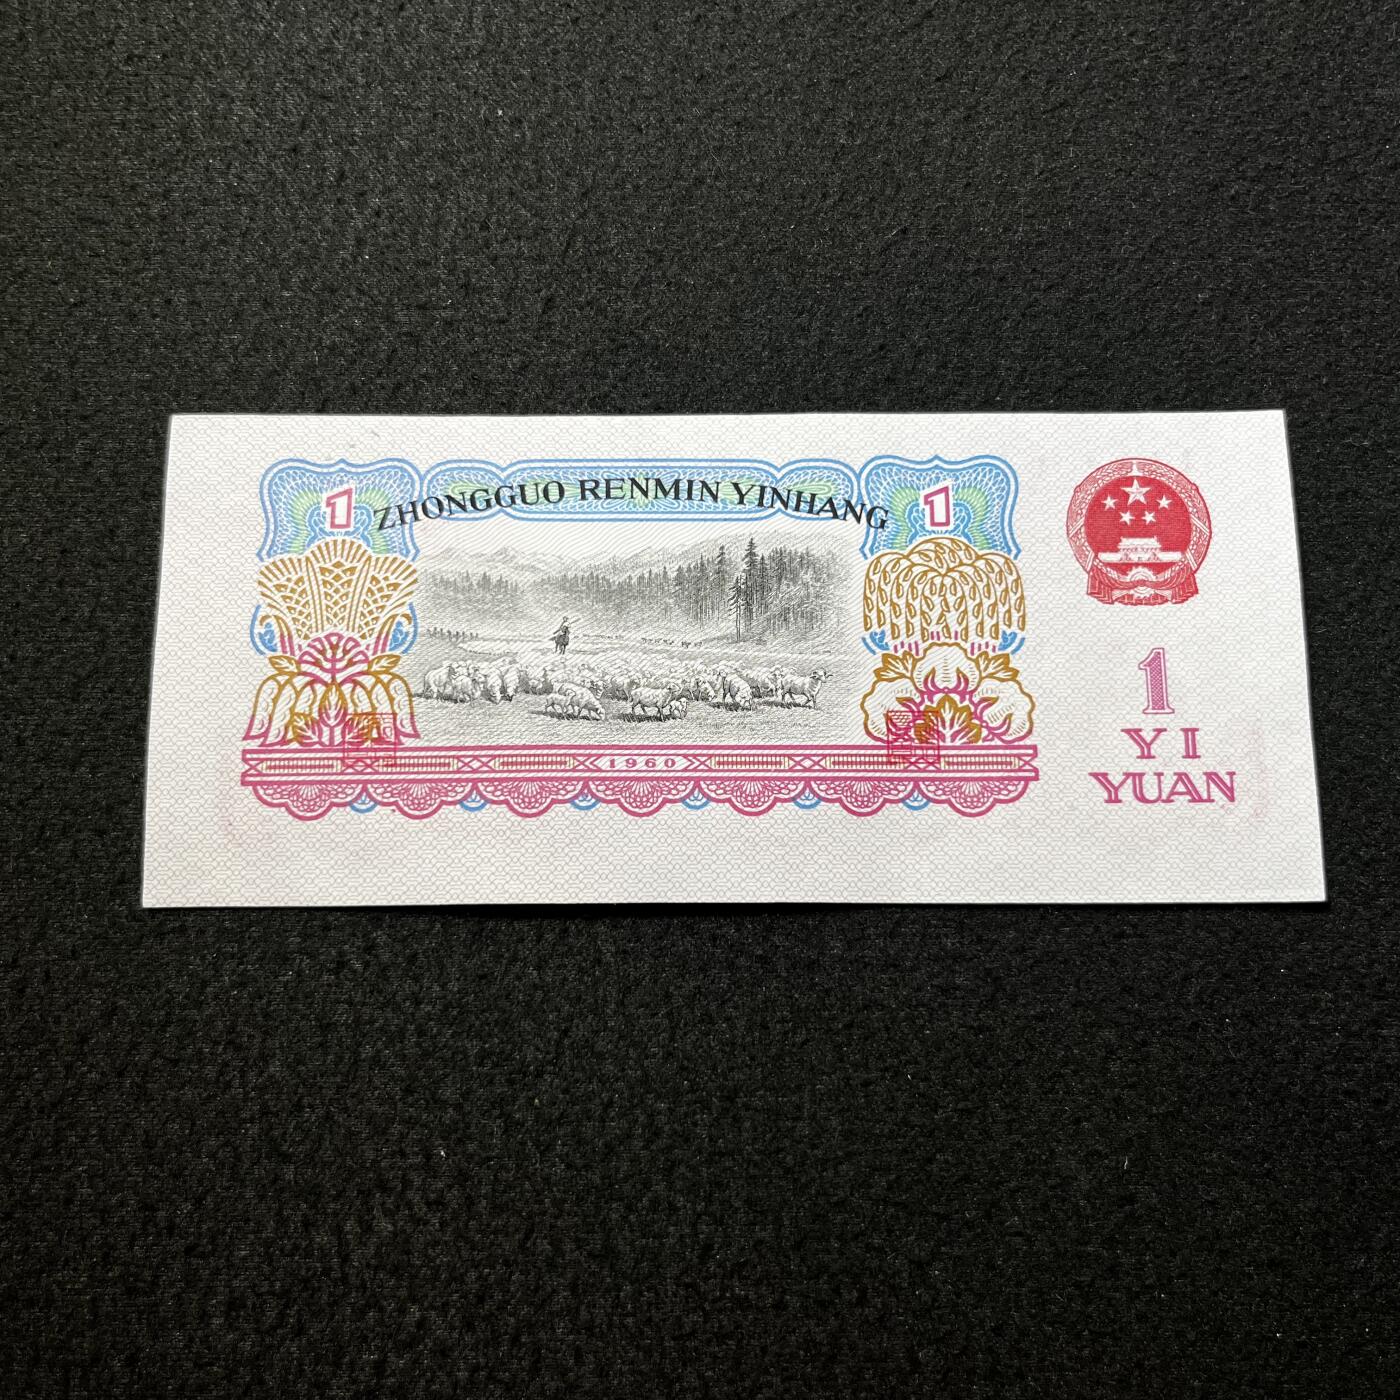 1 ZHONGGUO RENMIN YINHANG 1
1960
1
YI
YUAN